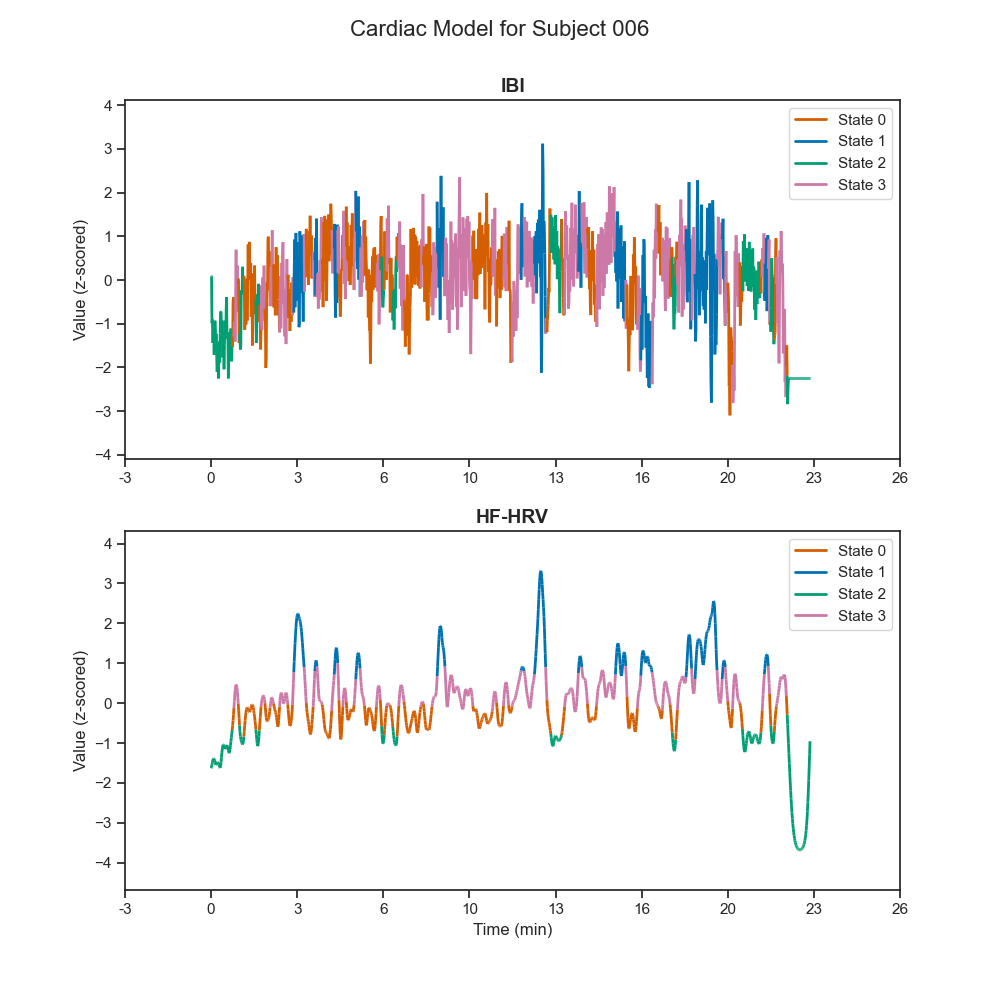 Cardiac Model for Subject 006
IBI
4
3
2
1
0
−1
−2
−3
−4
Value (z-scored)
State 0
State 1
State 2
State 3
-3 0 3 6 10 13 16 20 23 26
HF-HRV
4
3
2
1
0
−1
−2
−3
−4
Value (z-scored)
State 0
State 1
State 2
State 3
-3 0 3 6 10 13 16 20 23 26
Time (min)